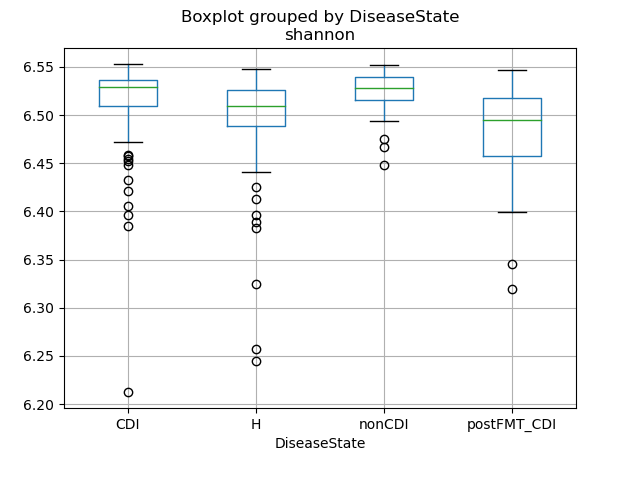 Boxplot grouped by DiseaseState
shannon
6.55
6.50
6.45
6.40
6.35
6.30
6.25
6.20
CDI H nonCDI postFMT_CDI
DiseaseState